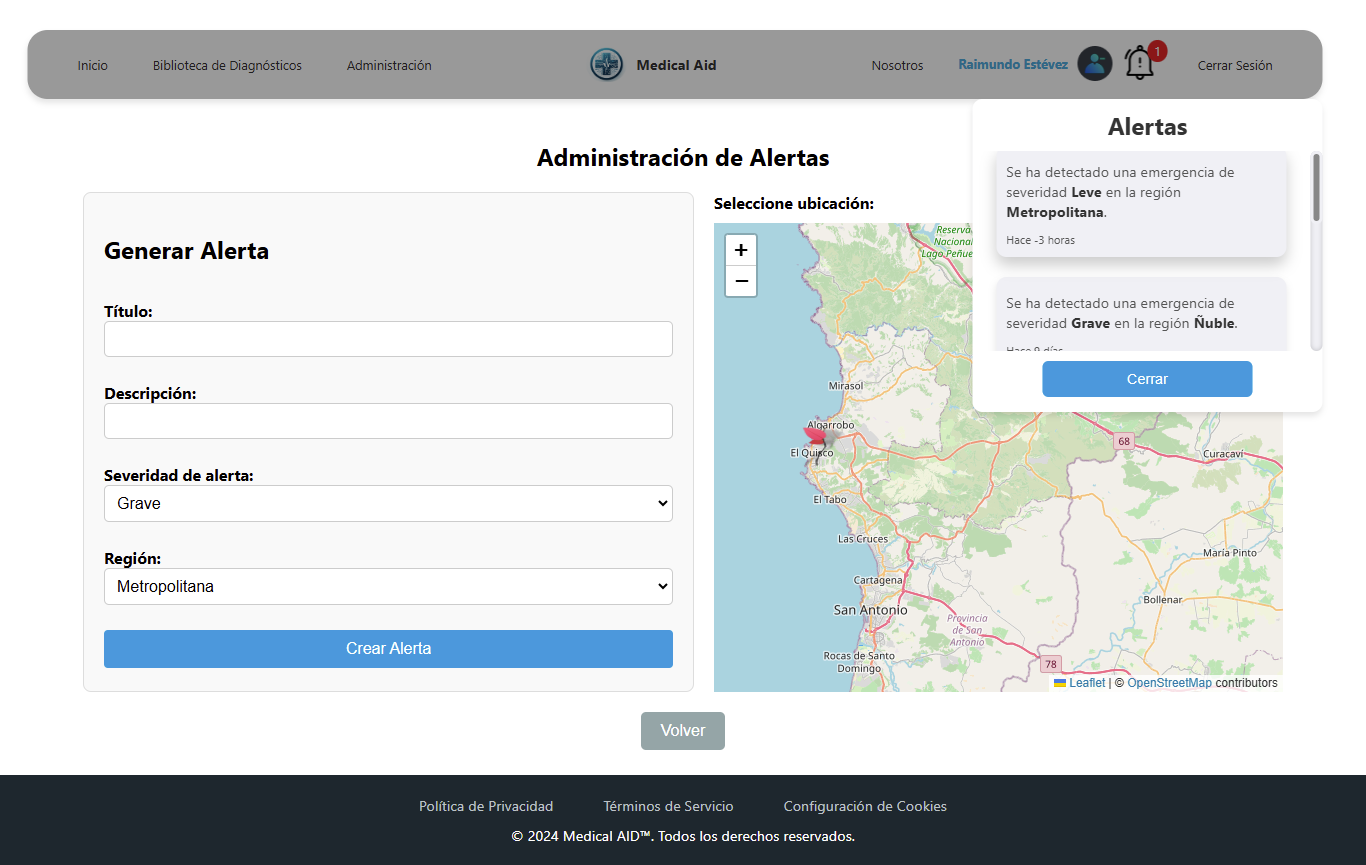 Inicio
Biblioteca de Diagnósticos
Administración
Medical Aid
Nosotros
Raimundo Estévez
1
Cerrar Sesión
Alertas
Se ha detectado una emergencia de
severidad Leve en la región
Metropolitana.
Hace -3 horas
Se ha detectado una emergencia de
severidad Grave en la región Ñuble.
Hace 9 días
Cerrar
Administración de Alertas
Generar Alerta
Título:
Descripción:
Severidad de alerta:
Grave
Región:
Metropolitana
Crear Alerta
Seleccione ubicación:
+
−
Reserva
Nacional
Lago Peñue
Mirasol
Algarrobo
El Quisco
68
Curacaví
El Tabo
Las Cruces
María Pinto
Cartagena
Bollenar
San Antonio
Provincia
de San
Antonio
Rocas de Santo
Domingo
78
Leaflet | © OpenStreetMap contributors
Volver
Política de Privacidad
Términos de Servicio
Configuración de Cookies
© 2024 Medical AID™. Todos los derechos reservados.